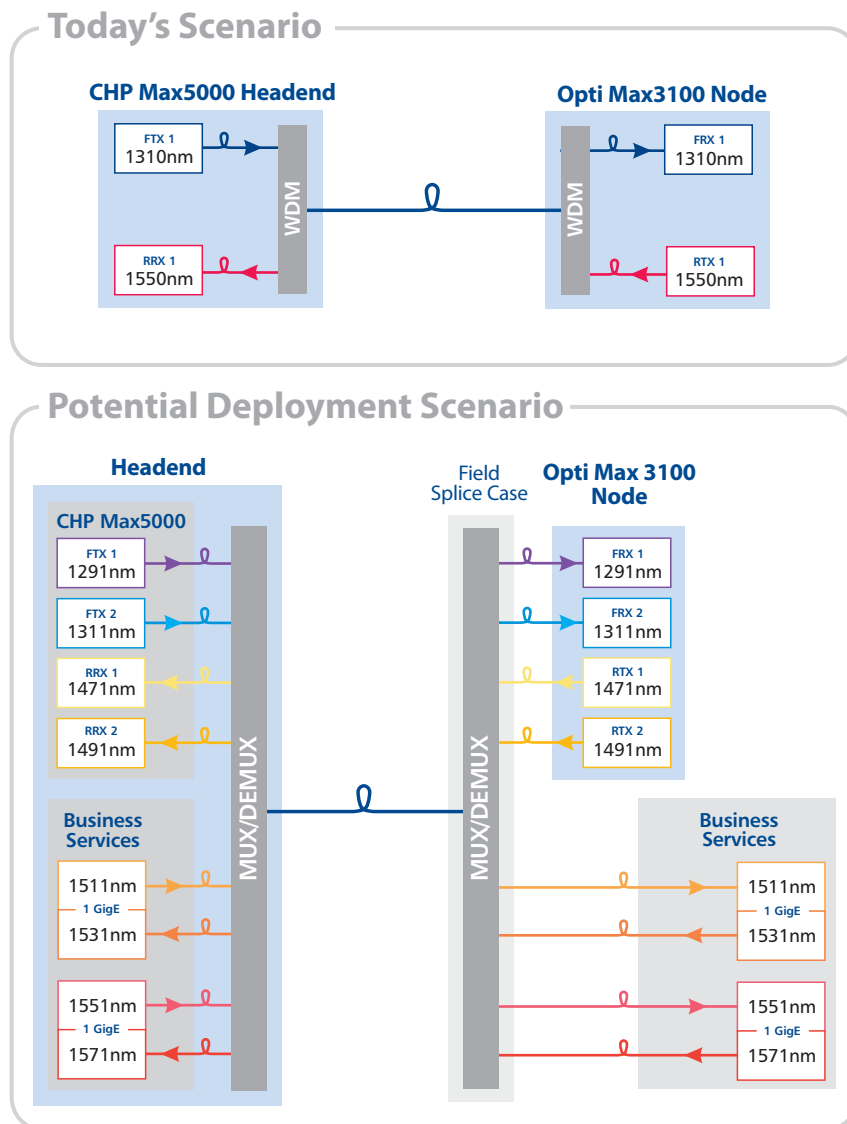 Today's Scenario
CHP Max5000 Headend
Opti Max3100 Node
FTX 1
1310nm
WDM
RRX 1
1550nm
WDM
FRX 1
1310nm
RTX 1
1550nm
Potential Deployment Scenario
Headend
CHP Max5000
FTX 1
1291nm
FTX 2
1311nm
RRX 1
1471nm
RRX 2
1491nm
Business
Services
1511nm
1 GigE
1531nm
1551nm
1 GigE
1571nm
MUX/DEMUX
Field
Splice Case
MUX/DEMUX
Opti Max 3100
Node
FRX 1
1291nm
FRX 2
1311nm
RTX 1
1471nm
RTX 2
1491nm
Business
Services
1511nm
1 GigE
1531nm
1551nm
1 GigE
1571nm